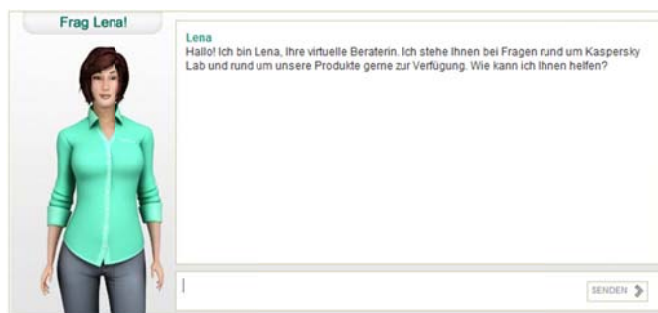 Frag Lena!
Lena
Hallo! Ich bin Lena, Ihre virtuelle Beraterin. Ich stehe Ihnen bei Fragen rund um Kaspersky
Lab und rund um unsere Produkte gerne zur Verfügung. Wie kann ich Ihnen helfen?
SENDEN